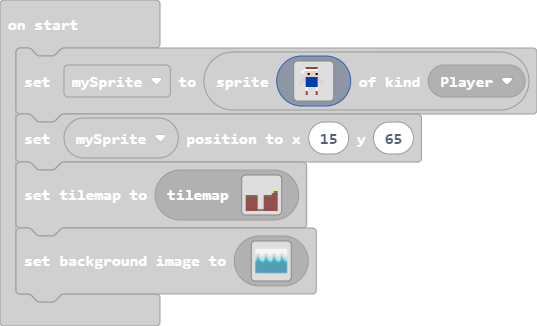 on start
set mySprite to sprite of kind Player
set mySprite position to x 15 y 65
set tilemap to tilemap
set background image to